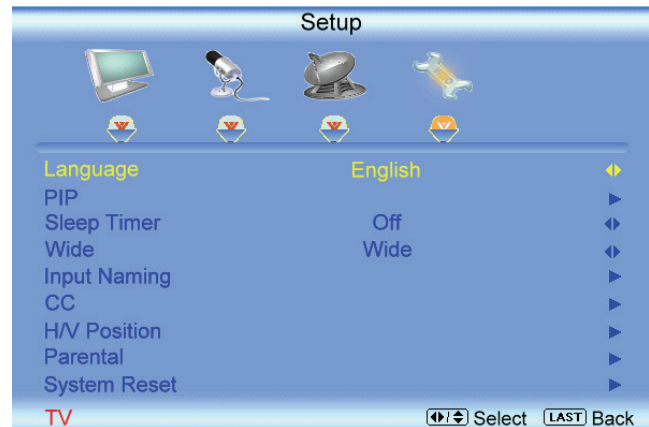 Setup
Language English
PIP
Sleep Timer Off
Wide Wide
Input Naming
CC
H/V Position
Parental
System Reset
TV Select LAST Back